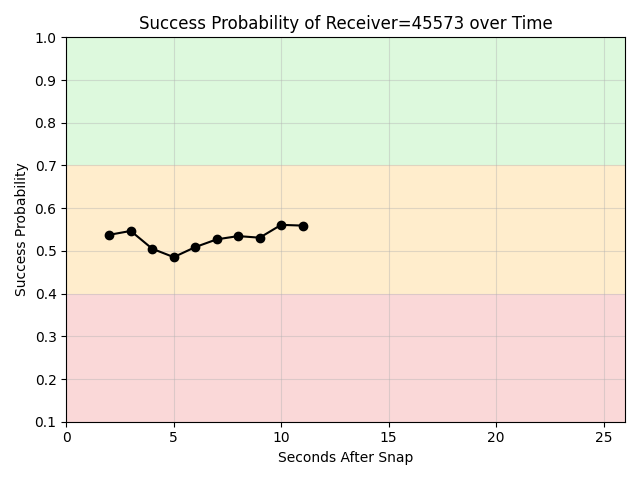 Success Probability of Receiver=45573 over Time
1.0
0.9
0.8
0.7
0.6
0.5
0.4
0.3
0.2
0.1
Success Probability
0 5 10 15 20 25
Seconds After Snap